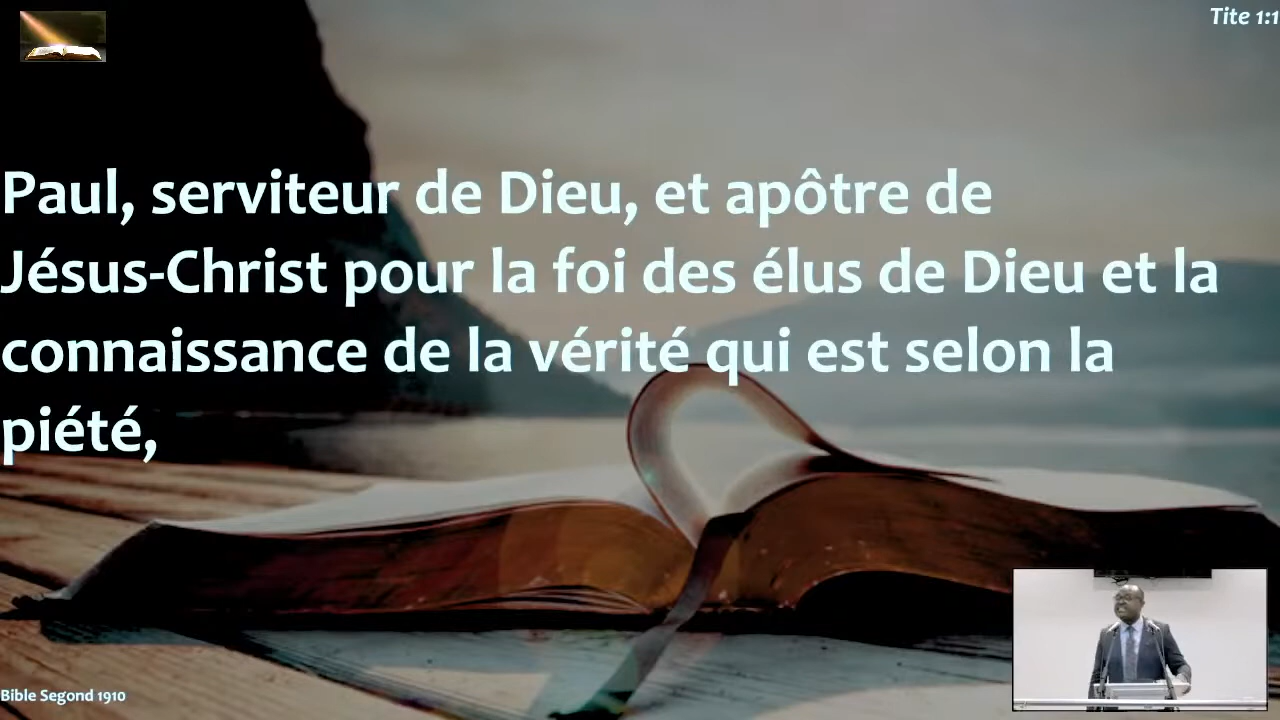 Tite 1:1
Paul, serviteur de Dieu, et apôtre de
Jésus-Christ pour la foi des élus de Dieu et la
connaissance de la vérité qui est selon la
piété,
Bible Segond 1910